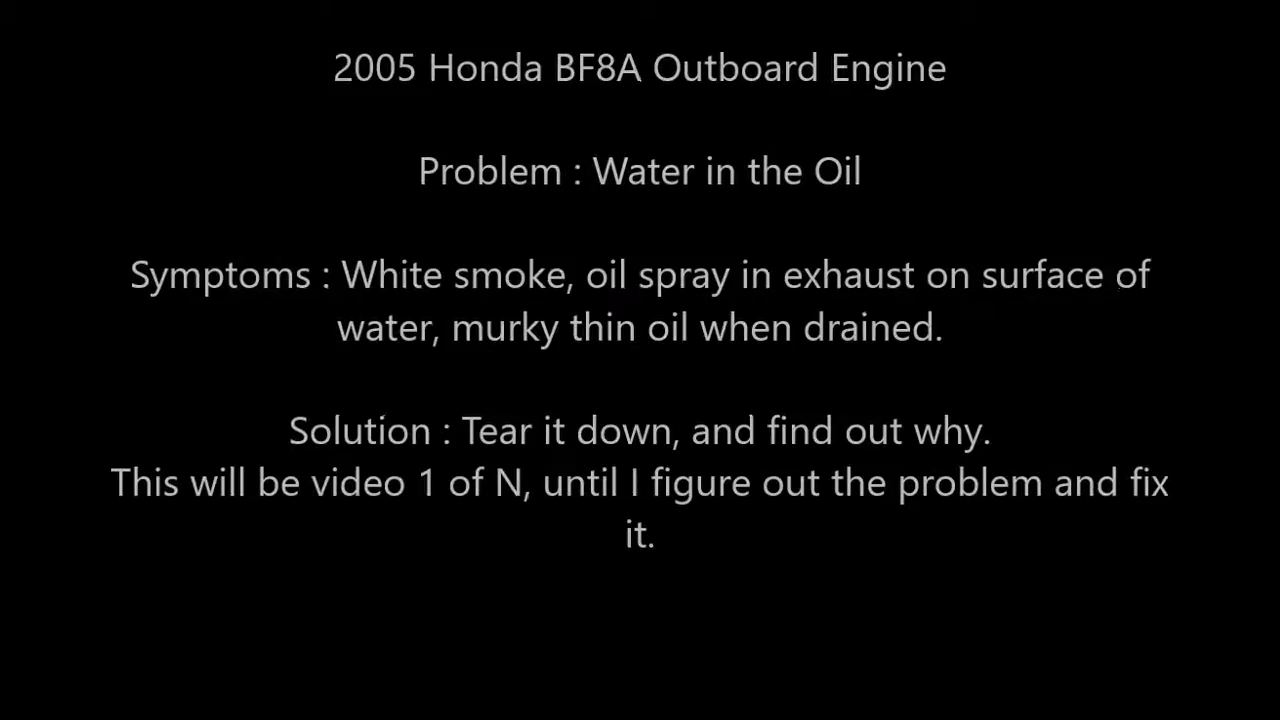 2005 Honda BF8A Outboard Engine
Problem : Water in the Oil
Symptoms : White smoke, oil spray in exhaust on surface of
water, murky thin oil when drained.
Solution : Tear it down, and find out why.
This will be video 1 of N, until I figure out the problem and fix
it.